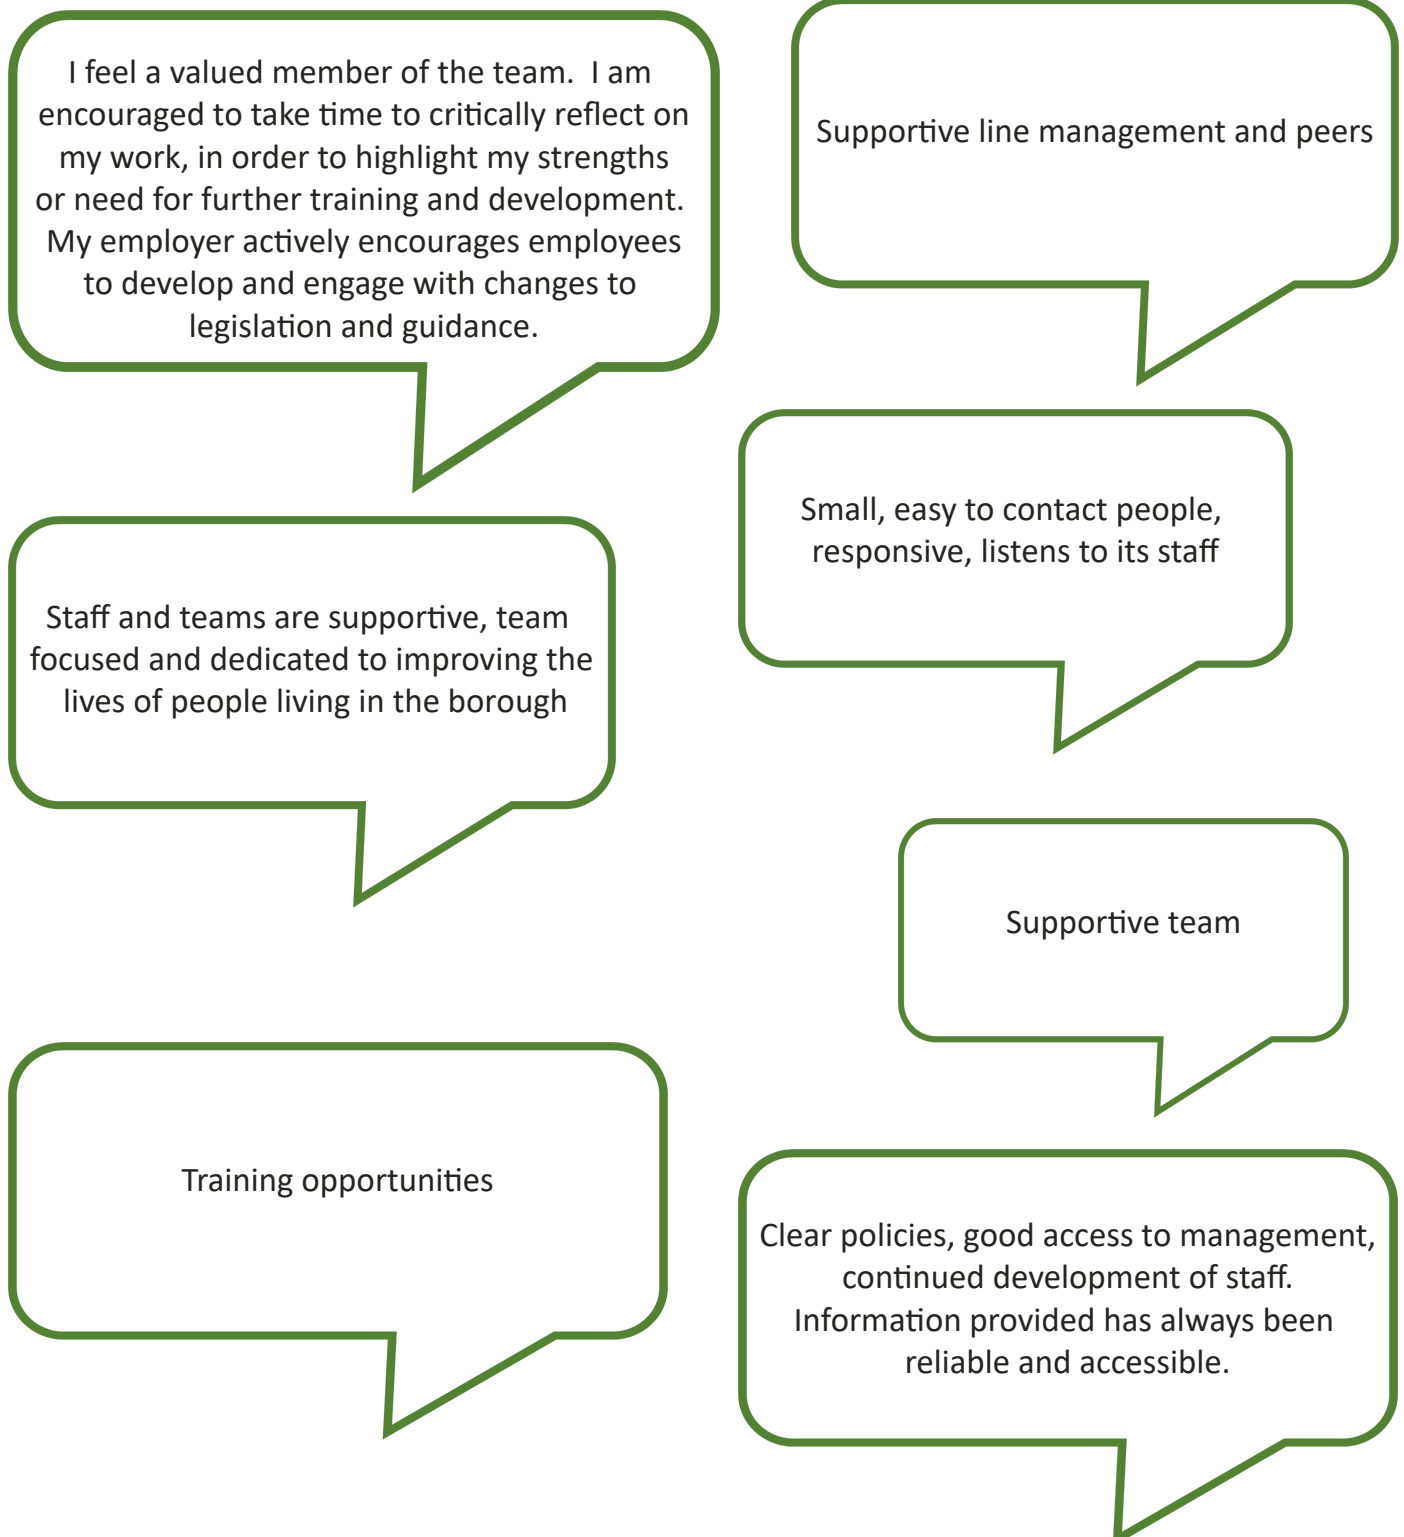 I feel a valued member of the team.  I am
encouraged to take time to critically reflect on
my work, in order to highlight my strengths
or need for further training and development.
My employer actively encourages employees
to develop and engage with changes to
legislation and guidance.
Supportive line management and peers
Small, easy to contact people,
responsive, listens to its staff
Staff and teams are supportive, team
focused and dedicated to improving the
lives of people living in the borough
Supportive team
Training opportunities
Clear policies, good access to management,
continued development of staff.
Information provided has always been
reliable and accessible.